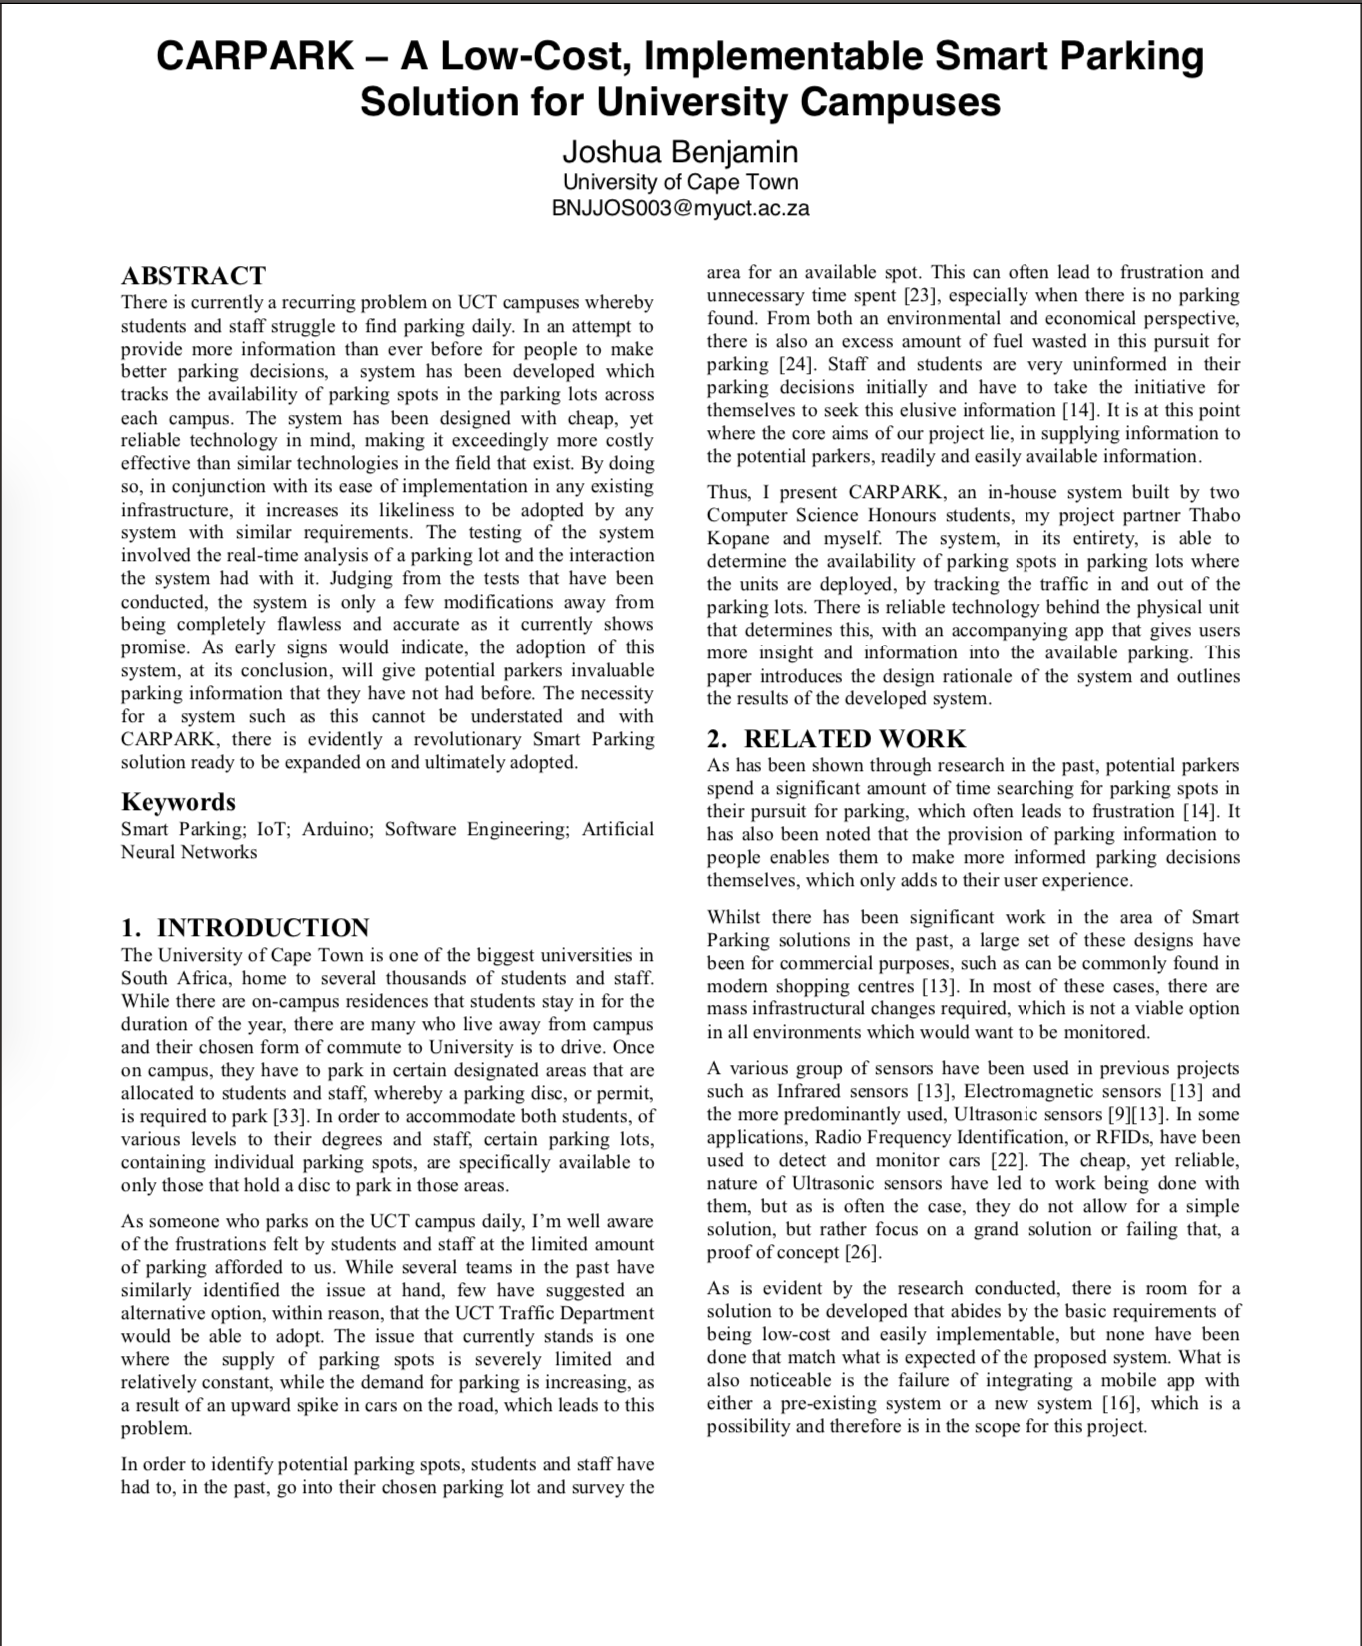 CARPARK – A Low-Cost, Implementable Smart Parking
Solution for University Campuses
Joshua Benjamin
University of Cape Town
BNJJOS003@myuct.ac.za
ABSTRACT
There is currently a recurring problem on UCT campuses whereby
students and staff struggle to find parking daily. In an attempt to
provide more information than ever before for people to make
better parking decisions, a system has been developed which
tracks the availability of parking spots in the parking lots across
each campus. The system has been designed with cheap, yet
reliable technology in mind, making it exceedingly more costly
effective than similar technologies in the field that exist. By doing
so, in conjunction with its ease of implementation in any existing
infrastructure, it increases its likeliness to be adopted by any
system with similar requirements. The testing of the system
involved the real-time analysis of a parking lot and the interaction
the system had with it. Judging from the tests that have been
conducted, the system is only a few modifications away from
being completely flawless and accurate as it currently shows
promise. As early signs would indicate, the adoption of this
system, at its conclusion, will give potential parkers invaluable
parking information that they have not had before. The necessity
for a system such as this cannot be understated and with
CARPARK, there is evidently a revolutionary Smart Parking
solution ready to be expanded on and ultimately adopted.
Keywords
Smart Parking; IoT; Arduino; Software Engineering; Artificial
Neural Networks
1. INTRODUCTION
The University of Cape Town is one of the biggest universities in
South Africa, home to several thousands of students and staff.
While there are on-campus residences that students stay in for the
duration of the year, there are many who live away from campus
and their chosen form of commute to University is to drive. Once
on campus, they have to park in certain designated areas that are
allocated to students and staff, whereby a parking disc, or permit,
is required to park [33]. In order to accommodate both students, of
various levels to their degrees and staff, certain parking lots,
containing individual parking spots, are specifically available to
only those that hold a disc to park in those areas.
As someone who parks on the UCT campus daily, I'm well aware
of the frustrations felt by students and staff at the limited amount
of parking afforded to us. While several teams in the past have
similarly identified the issue at hand, few have suggested an
alternative option, within reason, that the UCT Traffic Department
would be able to adopt. The issue that currently stands is one
where the supply of parking spots is severely limited and
relatively constant, while the demand for parking is increasing, as
a result of an upward spike in cars on the road, which leads to this
problem.
In order to identify potential parking spots, students and staff have
had to, in the past, go into their chosen parking lot and survey the
area for an available spot. This can often lead to frustration and
unnecessary time spent [23], especially when there is no parking
found. From both an environmental and economical perspective,
there is also an excess amount of fuel wasted in this pursuit for
parking [24]. Staff and students are very uninformed in their
parking decisions initially and have to take the initiative for
themselves to seek this elusive information [14]. It is at this point
where the core aims of our project lie, in supplying information to
the potential parkers, readily and easily available information.
Thus, I present CARPARK, an in-house system built by two
Computer Science Honours students, my project partner Thabo
Kopane and myself. The system, in its entirety, is able to
determine the availability of parking spots in parking lots where
the units are deployed, by tracking the traffic in and out of the
parking lots. There is reliable technology behind the physical unit
that determines this, with an accompanying app that gives users
more insight and information into the available parking. This
paper introduces the design rationale of the system and outlines
the results of the developed system.
2. RELATED WORK
As has been shown through research in the past, potential parkers
spend a significant amount of time searching for parking spots in
their pursuit for parking, which often leads to frustration [14]. It
has also been noted that the provision of parking information to
people enables them to make more informed parking decisions
themselves, which only adds to their user experience.
Whilst there has been significant work in the area of Smart
Parking solutions in the past, a large set of these designs have
been for commercial purposes, such as can be commonly found in
modern shopping centres [13]. In most of these cases, there are
mass infrastructural changes required, which is not a viable option
in all environments which would want to be monitored.
A various group of sensors have been used in previous projects
such as Infrared sensors [13], Electromagnetic sensors [13] and
the more predominantly used, Ultrasonic sensors [9][13]. In some
applications, Radio Frequency Identification, or RFIDs, have been
used to detect and monitor cars [22]. The cheap, yet reliable,
nature of Ultrasonic sensors have led to work being done with
them, but as is often the case, they do not allow for a simple
solution, but rather focus on a grand solution or failing that, a
proof of concept [26].
As is evident by the research conducted, there is room for a
solution to be developed that abides by the basic requirements of
being low-cost and easily implementable, but none have been
done that match what is expected of the proposed system. What is
also noticeable is the failure of integrating a mobile app with
either a pre-existing system or a new system [16], which is a
possibility and therefore is in the scope for this project.